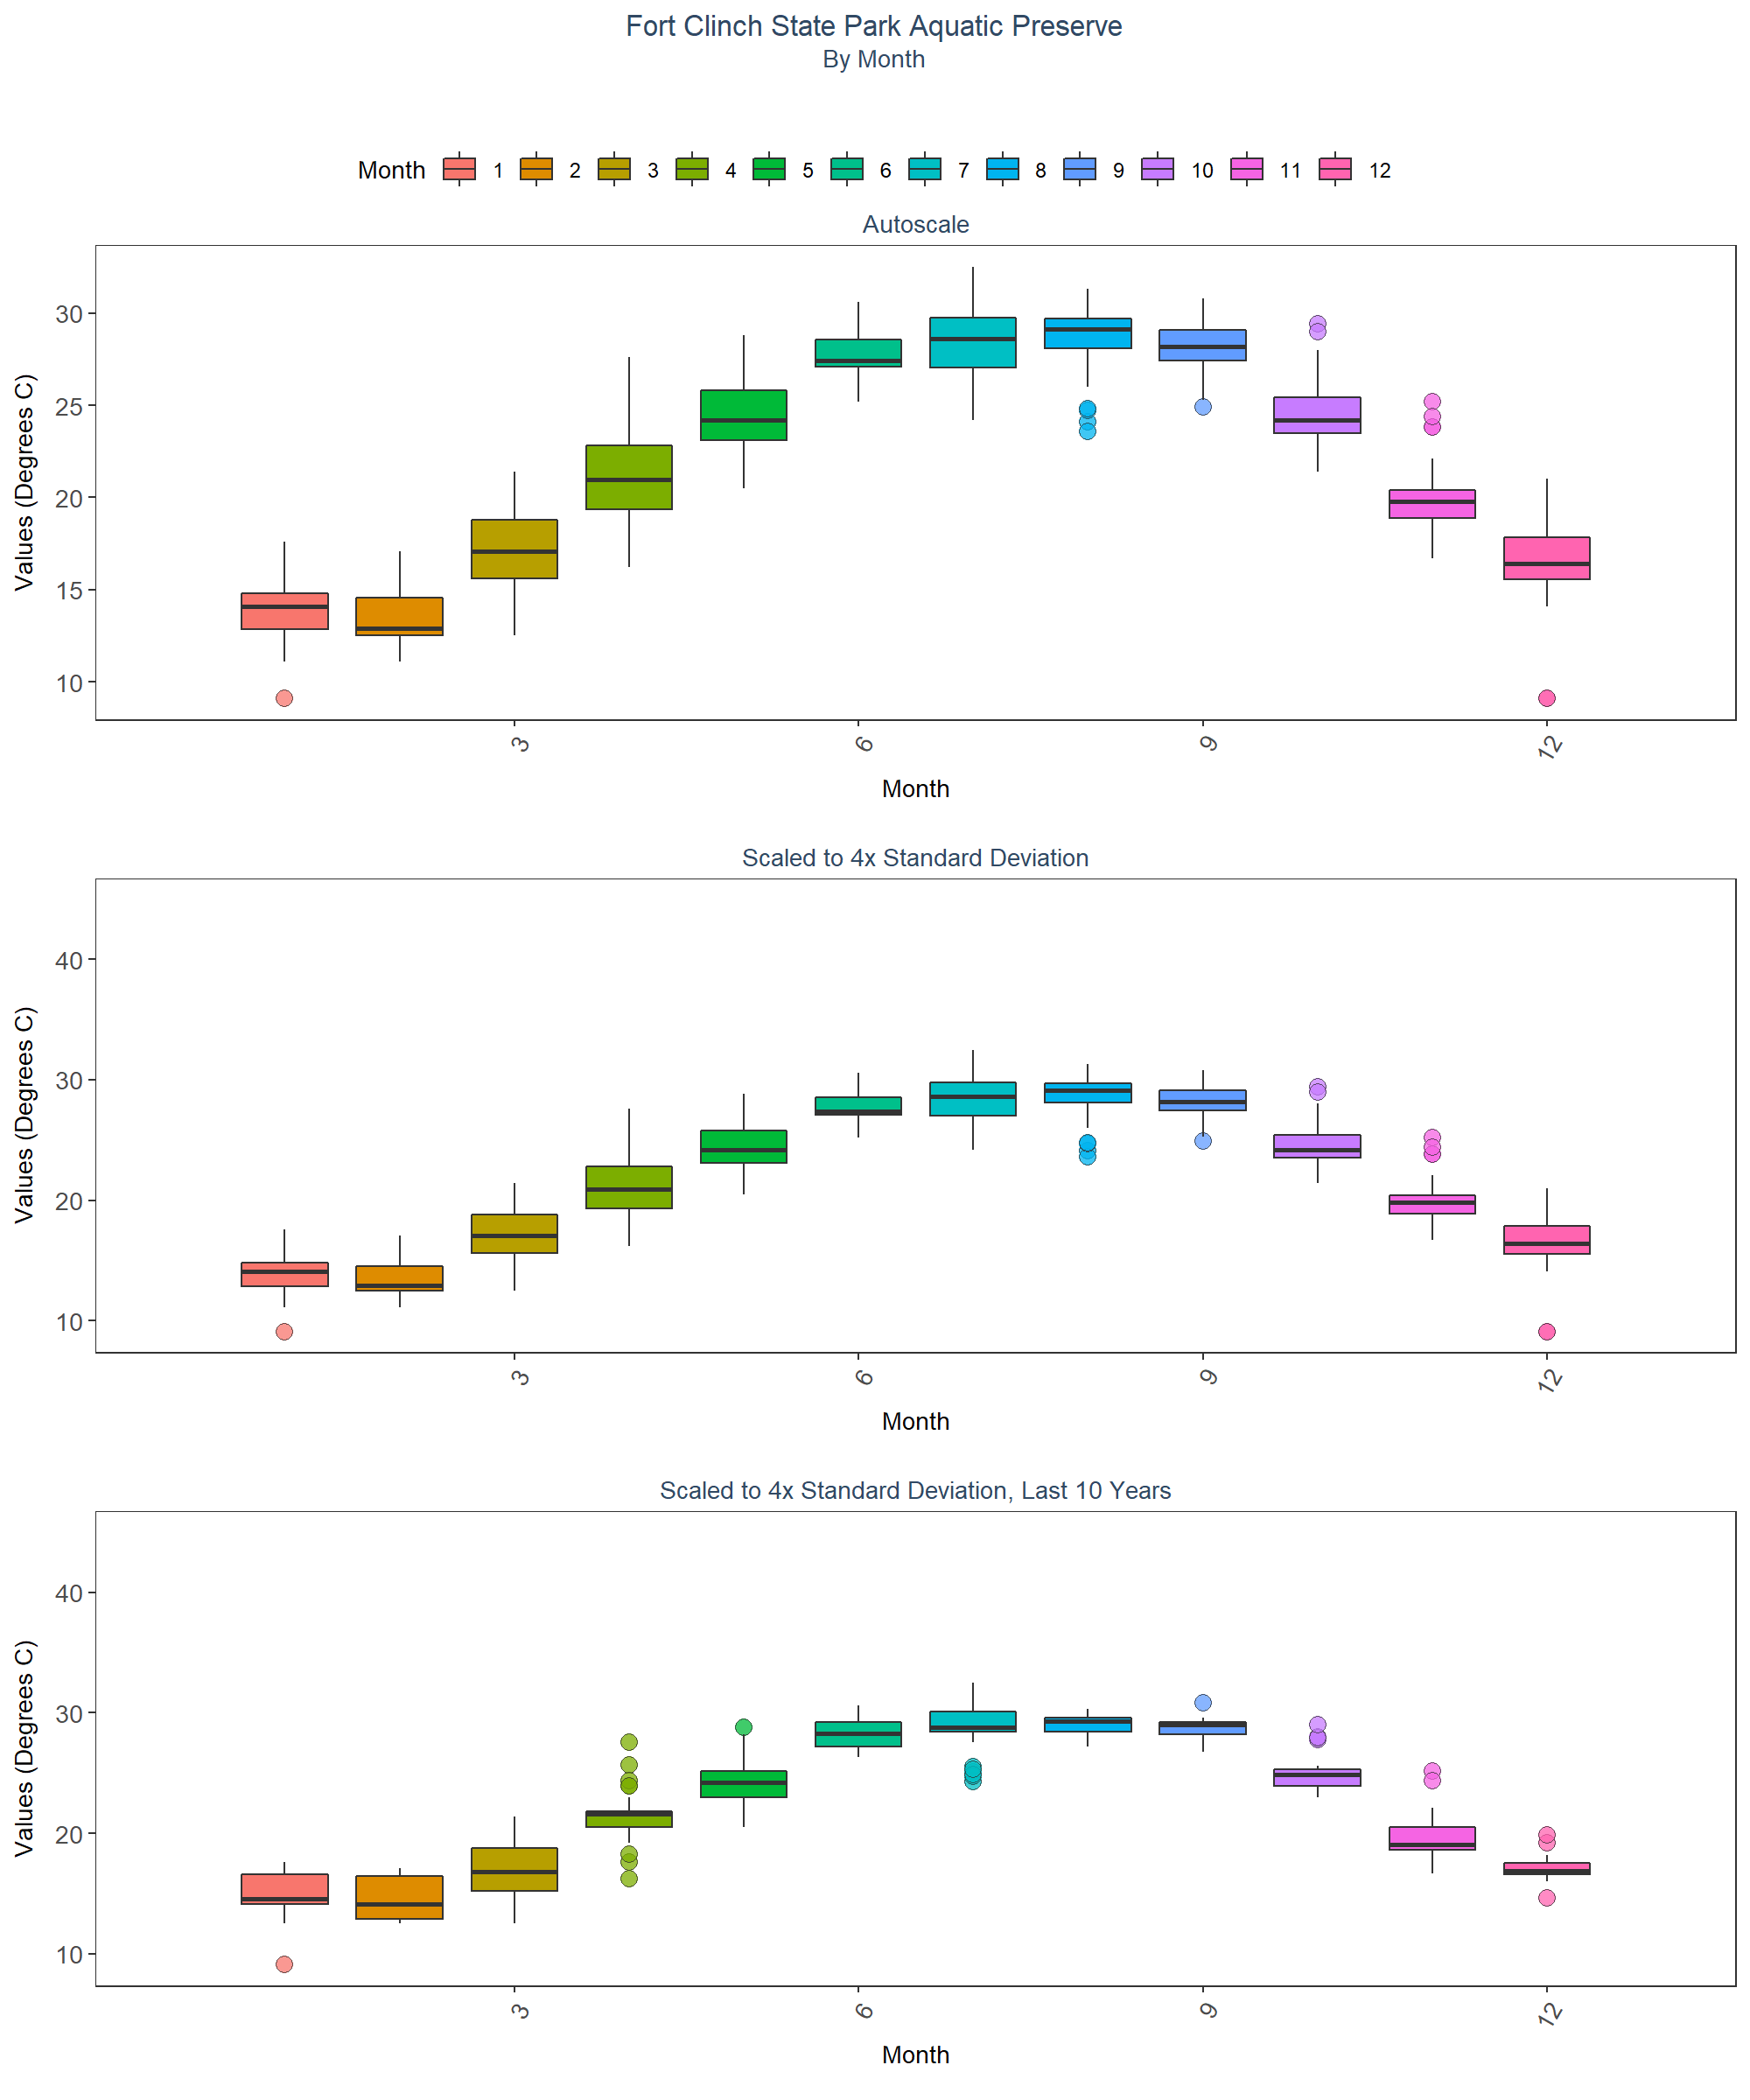 Fort Clinch State Park Aquatic Preserve
By Month
Month 1 2 3 4 5 6 7 8 9 10 11 12
Autoscale
Values (Degrees C)
30
25
20
15
10
3 6 9 12
Month
Scaled to 4x Standard Deviation
Values (Degrees C)
40
30
20
10
3 6 9 12
Month
Scaled to 4x Standard Deviation, Last 10 Years
Values (Degrees C)
40
30
20
10
3 6 9 12
Month